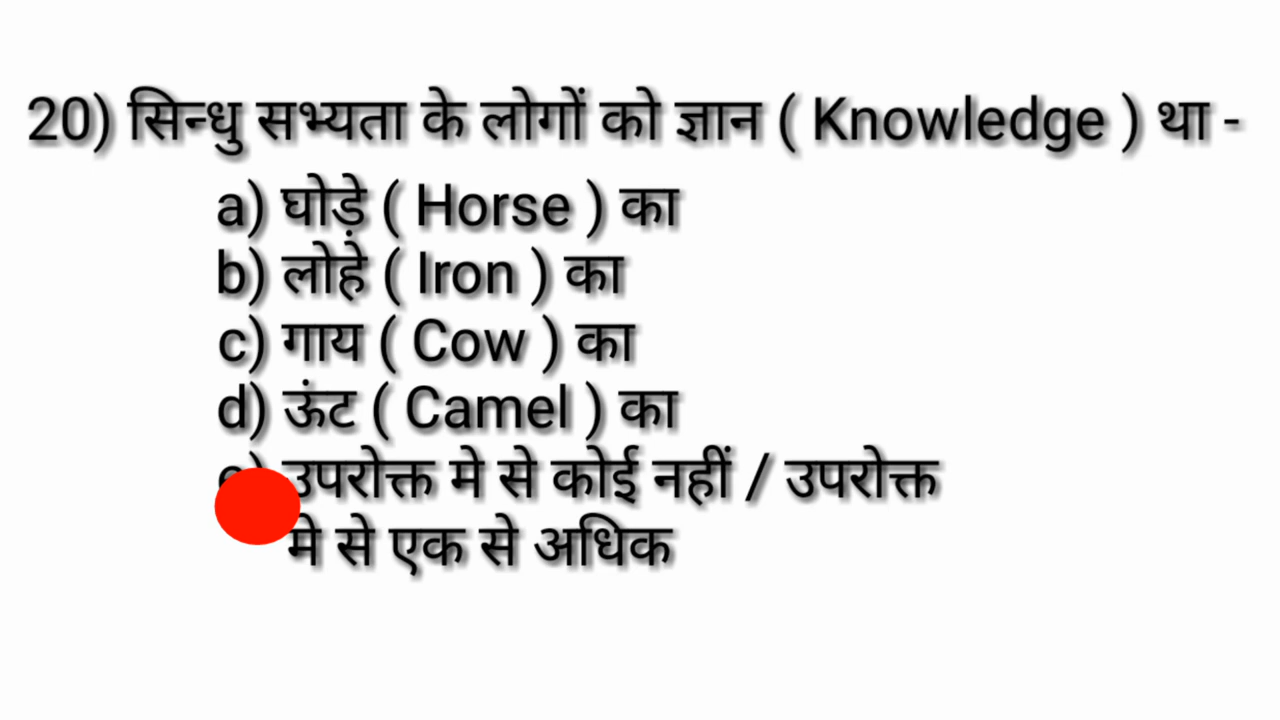 20) सिन्धु सभ्यता के लोगों को ज्ञान ( Knowledge ) था -
a) घोड़े ( Horse ) का
b) लोहे ( Iron ) का
c) गाय ( Cow ) का
d) ऊंट ( Camel ) का
e) उपरोक्त मे से कोई नहीं / उपरोक्त
मे से एक से अधिक